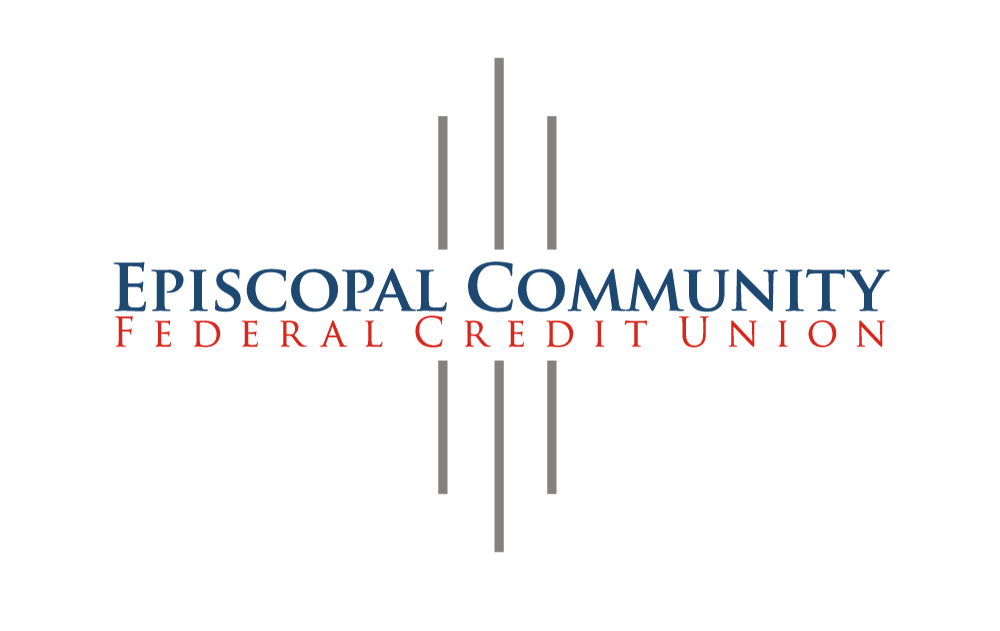 EPISCOPAL COMMUNITY
FEDERAL CREDIT UNION